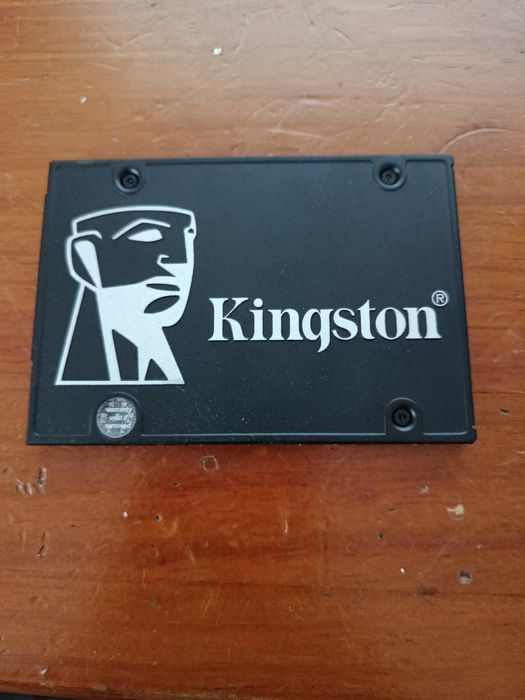 Kingston®
warranty
void if
removed